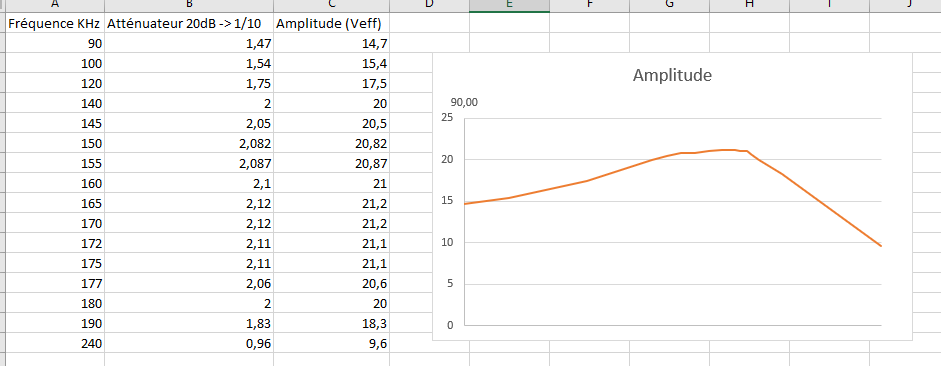 A B C D E F G H I J
Fréquence KHz Atténuateur 20dB -> 1/10 Amplitude (Veff)
90 1,47 14,7
100 1,54 15,4
120 1,75 17,5
140 2 20
145 2,05 20,5
150 2,082 20,82
155 2,087 20,87
160 2,1 21
165 2,12 21,2
170 2,12 21,2
172 2,11 21,1
175 2,11 21,1
177 2,06 20,6
180 2 20
190 1,83 18,3
240 0,96 9,6
Amplitude
90,00
25
20
15
10
5
0